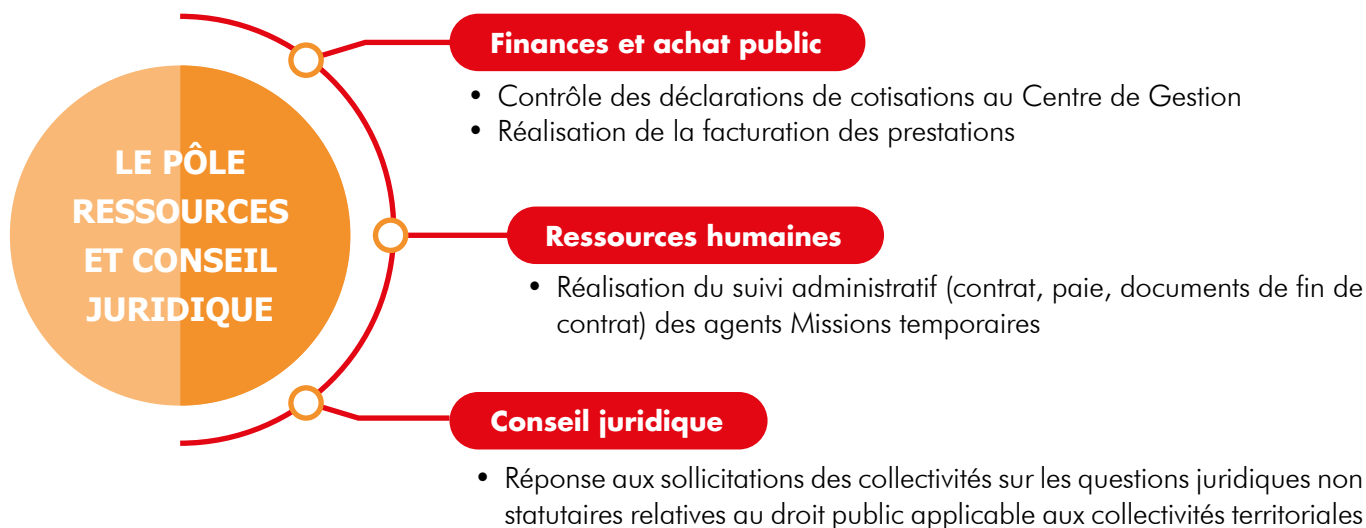 LE PÔLE
RESSOURCES
ET CONSEIL
JURIDIQUE
Finances et achat public
• Contrôle des déclarations de cotisations au Centre de Gestion
• Réalisation de la facturation des prestations
Ressources humaines
• Réalisation du suivi administratif (contrat, paie, documents de fin de
contrat) des agents Missions temporaires
Conseil juridique
• Réponse aux sollicitations des collectivités sur les questions juridiques non
statutaires relatives au droit public applicable aux collectivités territoriales